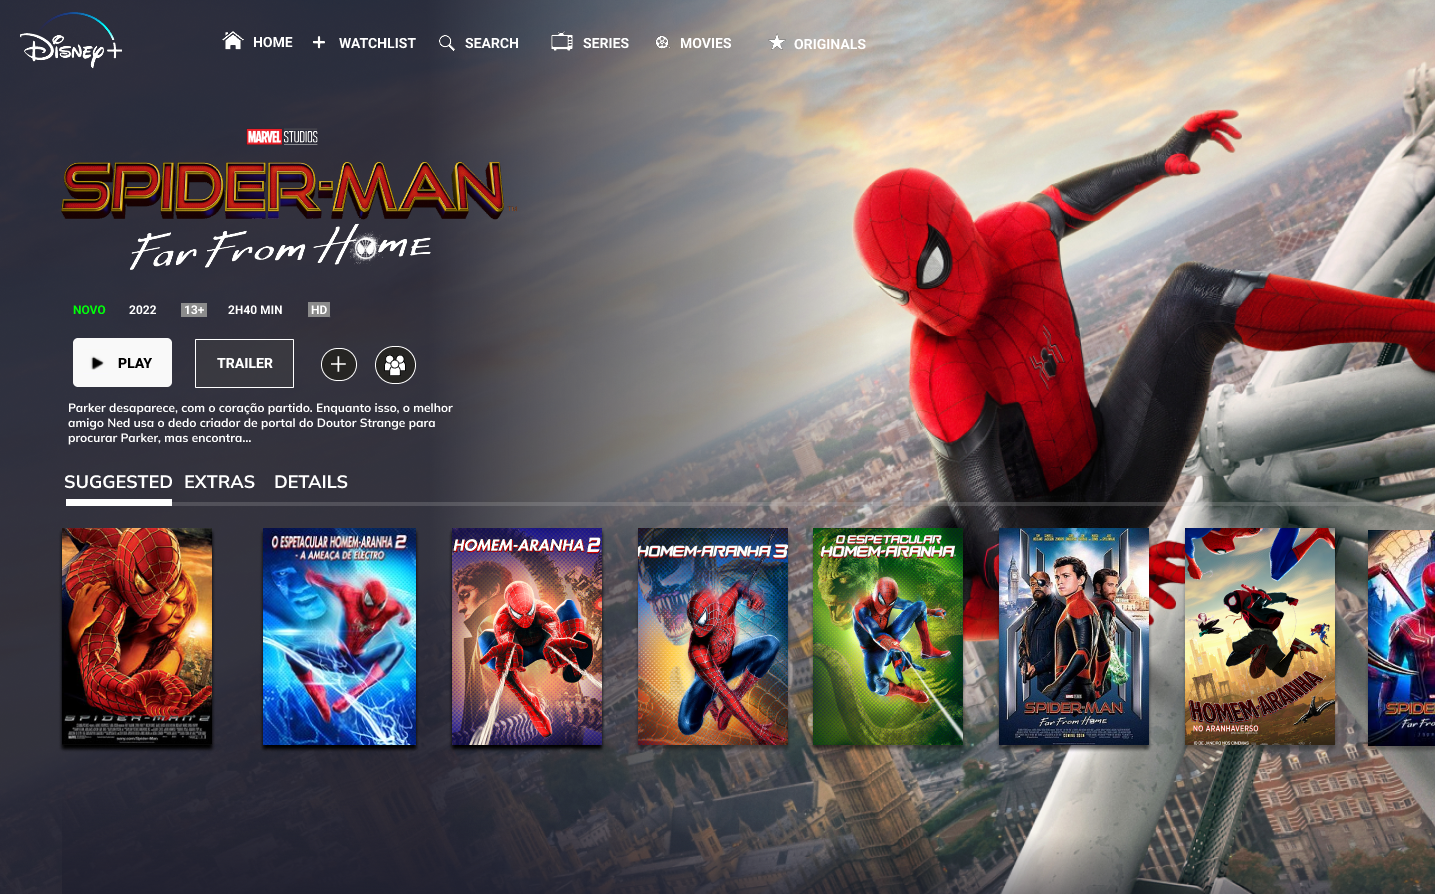 Disney+
HOME
WATCHLIST
SEARCH
SERIES
MOVIES
ORIGINALS
MARVEL STUDIOS
SPIDER-MAN
Far From Home
NOVO 2022 13+ 2H40 MIN HD
PLAY
TRAILER
Parker desaparece, com o coração partido. Enquanto isso, o melhor
amigo Ned usa o dedo criador de portal do Doutor Strange para
procurar Parker, mas encontra...
SUGGESTED EXTRAS DETAILS
SPIDER-MAN 2
O ESPETACULAR HOMEM-ARANHA 2
- A AMEAÇA DE ELECTRO
HOMEM-ARANHA 2
HOMEM-ARANHA 3
O ESPETACULAR
HOMEM-ARANHA
SPIDER-MAN
Far From Home
HOMEM-ARANHA
NO ARANHAVERSO